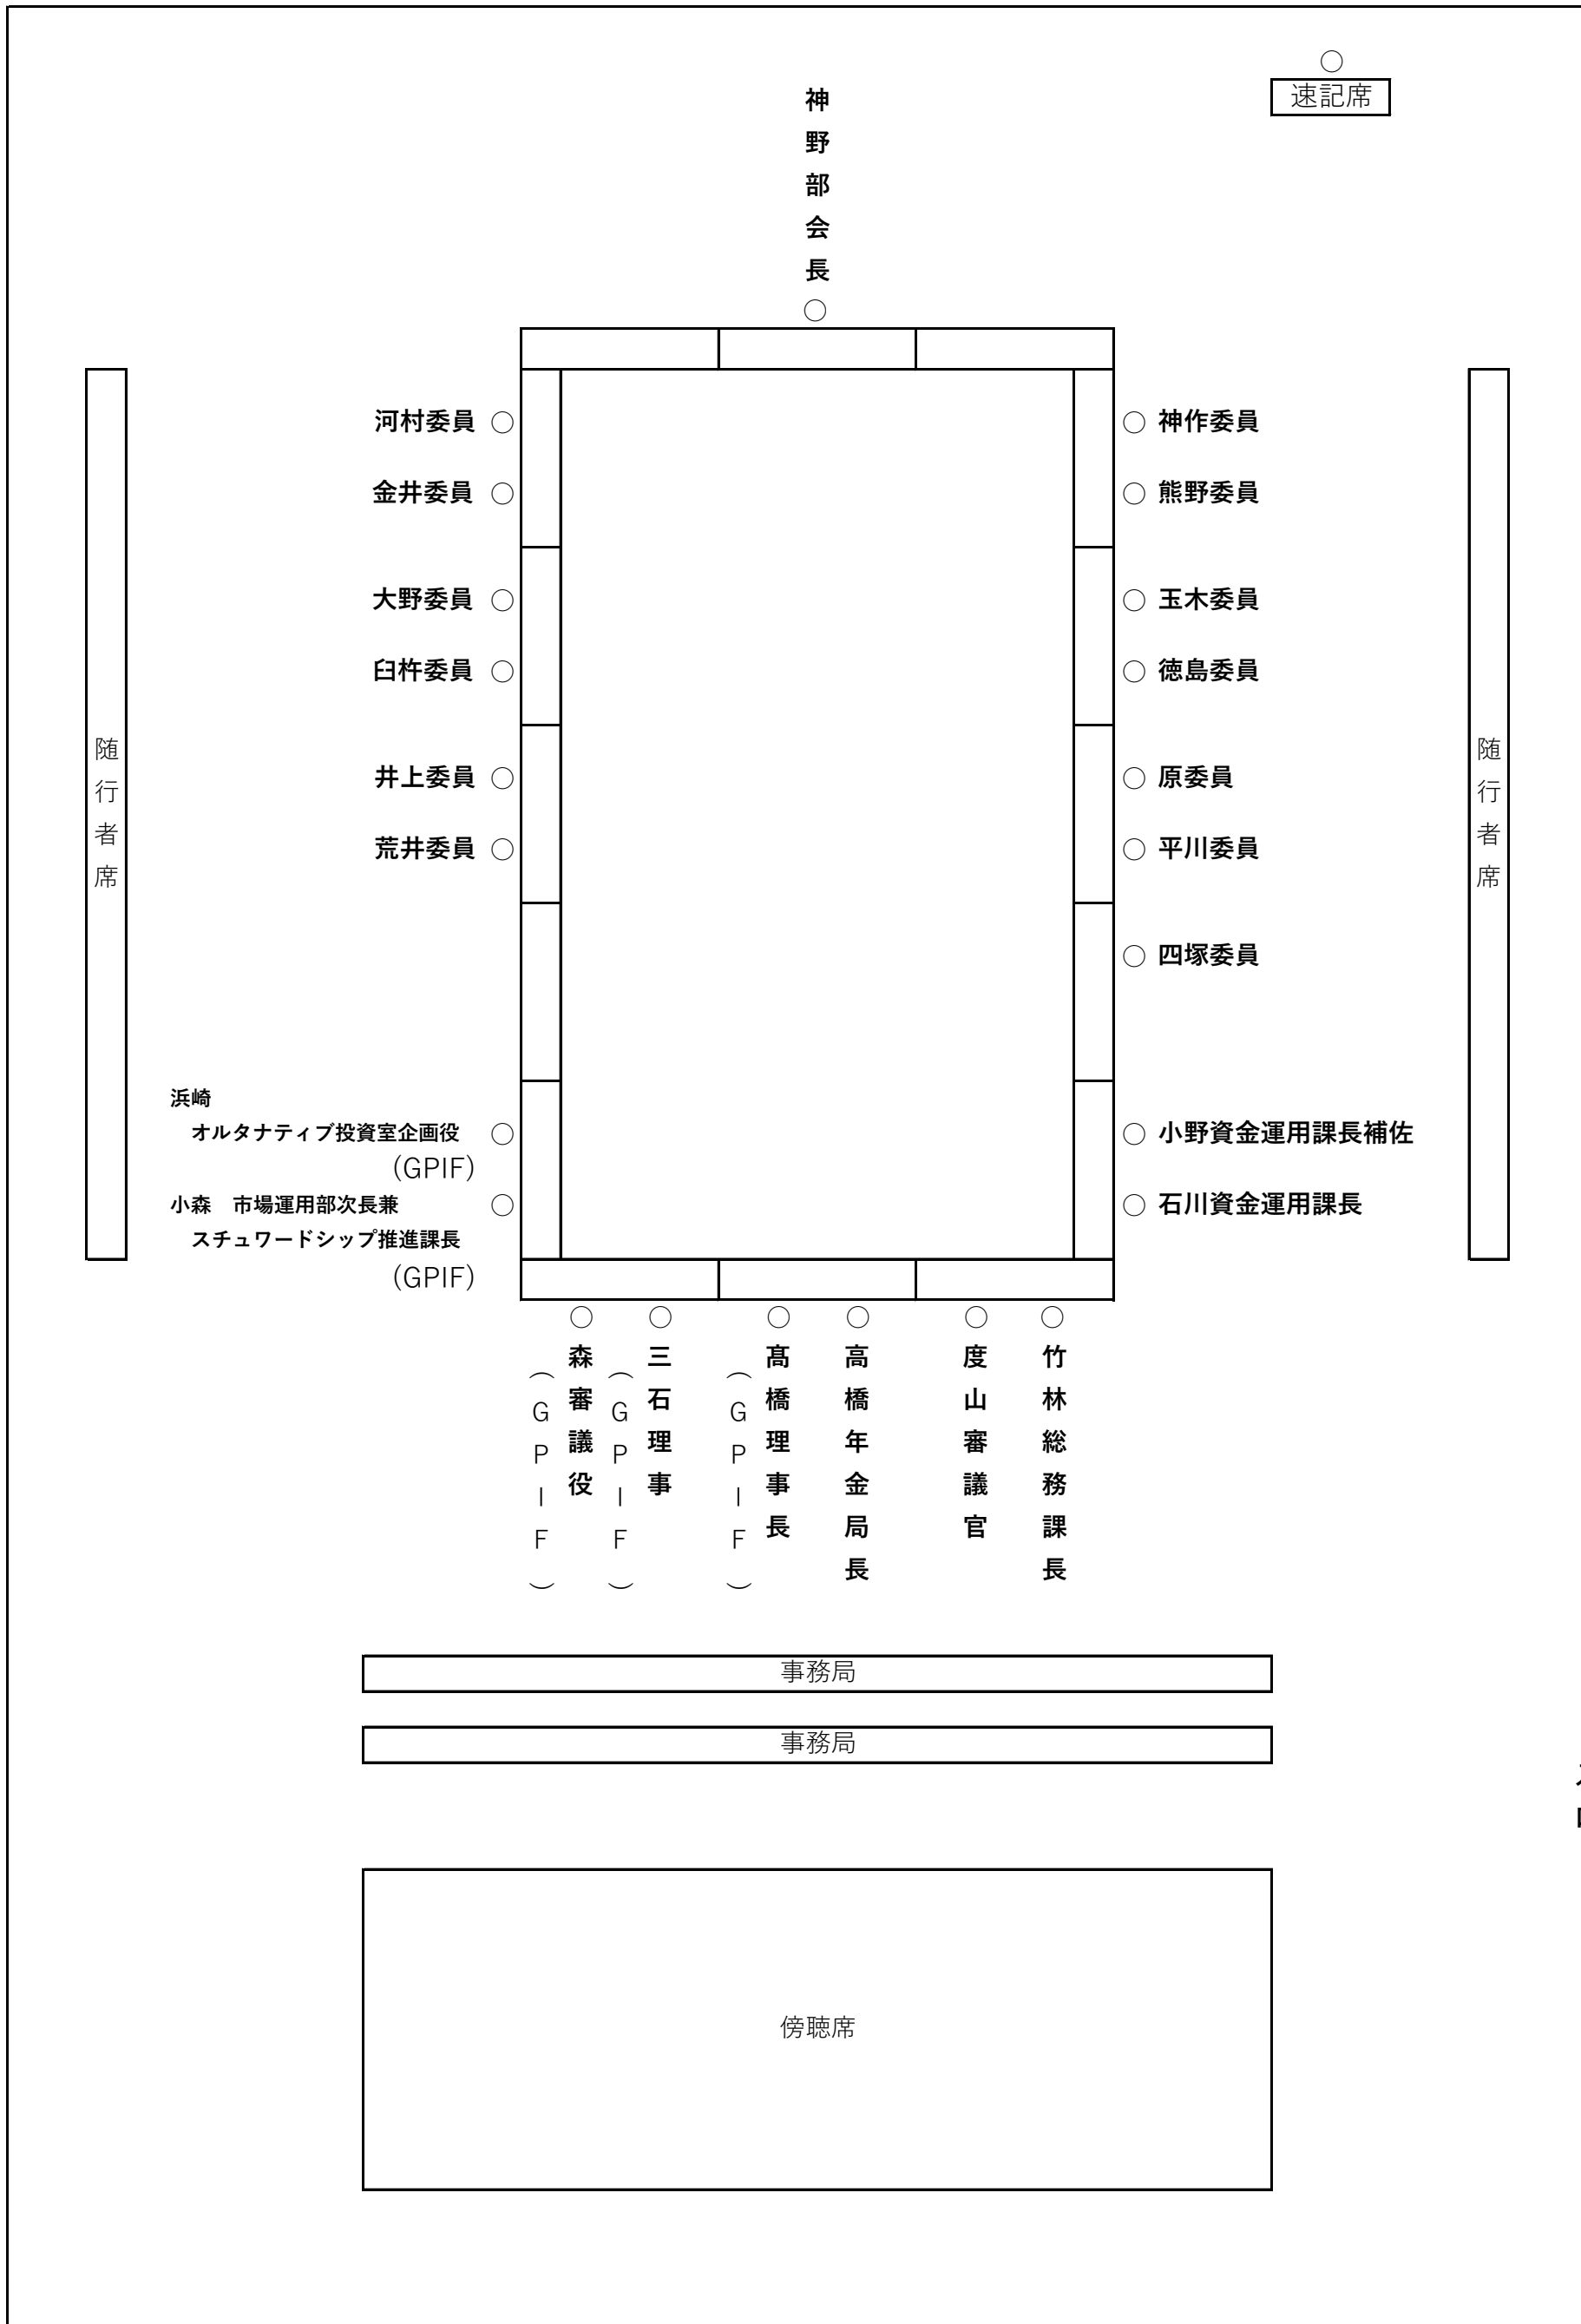 速記席
神野部会長
河村委員
神作委員
金井委員
熊野委員
大野委員
玉木委員
臼杵委員
徳島委員
随行者席
随行者席
井上委員
原委員
荒井委員
平川委員
四塚委員
浜崎
オルタナティブ投資室企画役
(GPIF)
小野資金運用課長補佐
小森　市場運用部次長兼
スチュワードシップ推進課長
(GPIF)
石川資金運用課長
森審議役
(GPIF)
三石理事
(GPIF)
髙橋理事長
(GPIF)
高橋年金局長
度山審議官
竹林総務課長
事務局
事務局
傍聴席